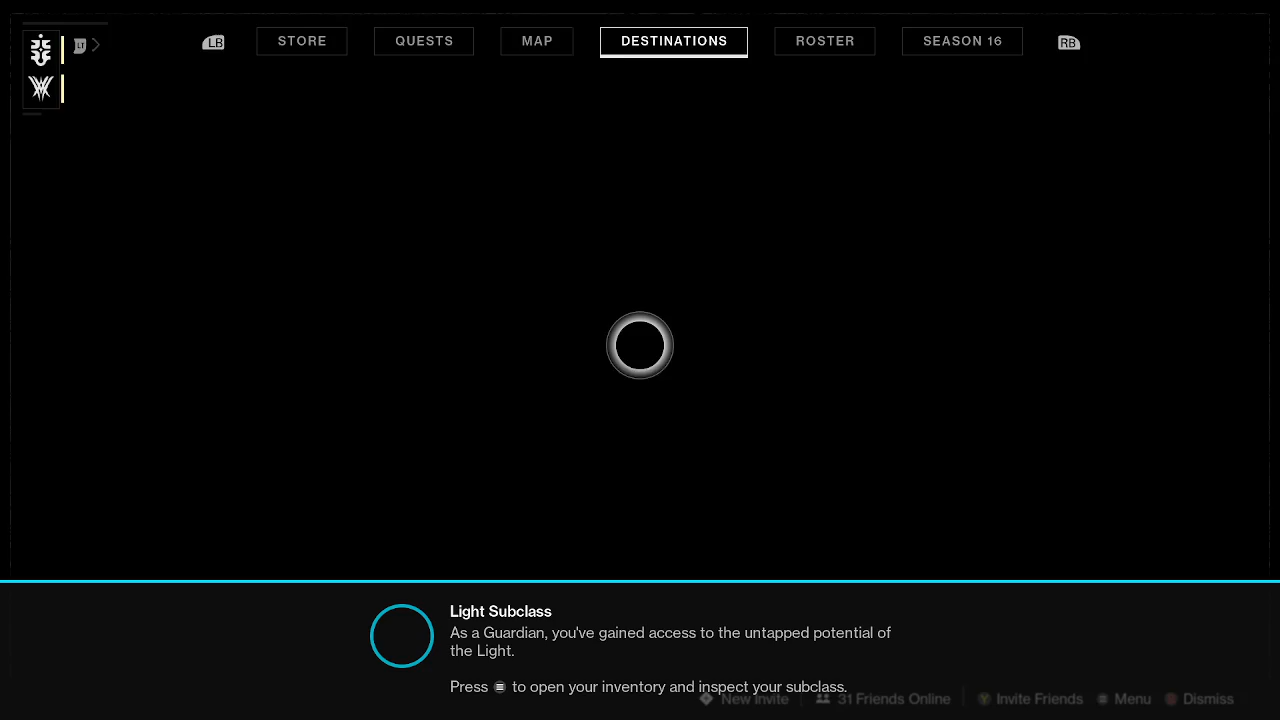 LT
LB
STORE
QUESTS
MAP
DESTINATIONS
ROSTER
SEASON 16
RB
Light Subclass
As a Guardian, you've gained access to the untapped potential of
the Light.
Press to open your inventory and inspect your subclass.
New Invite
31 Friends Online
Y Invite Friends
Menu
Dismiss